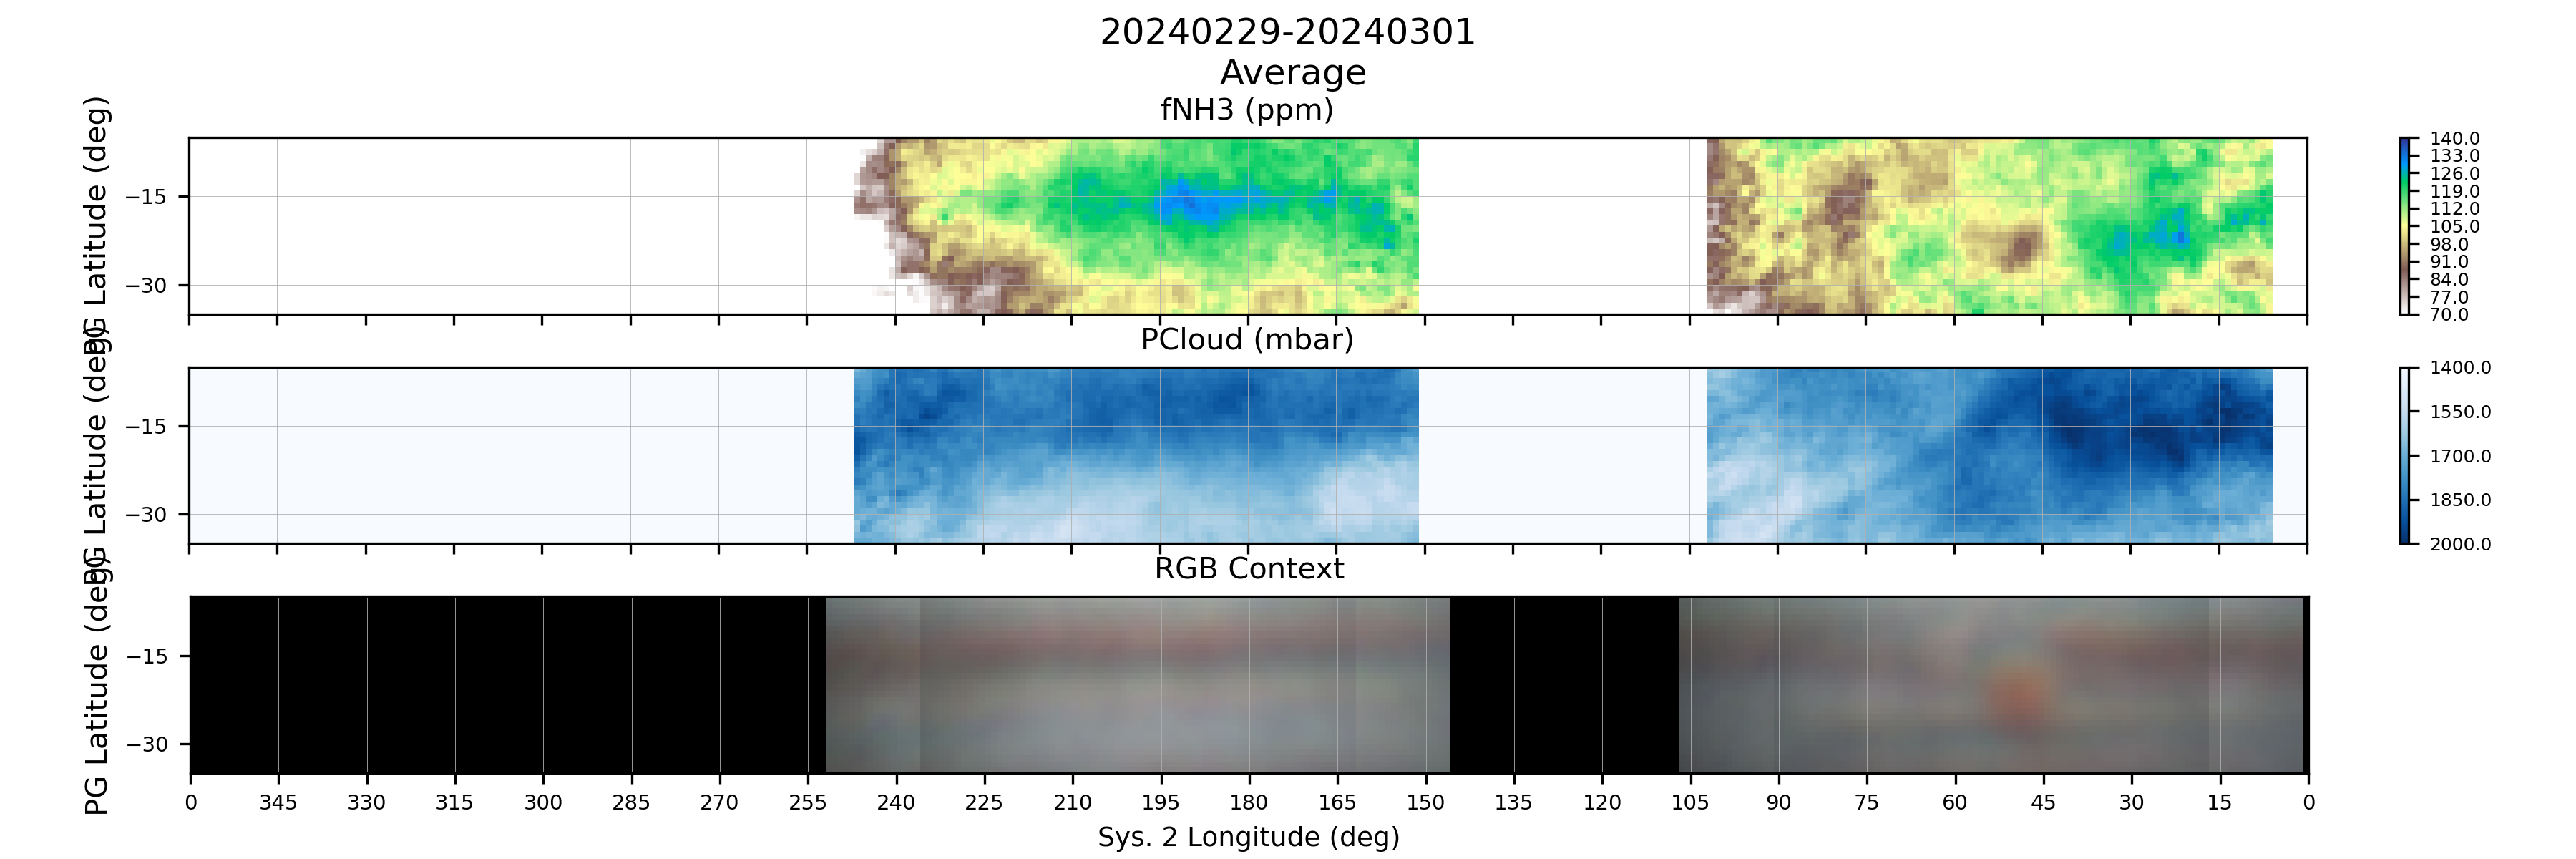 20240229-20240301
Average
fNH3 (ppm)
PG Latitude (deg)
−15
−30
140.0
133.0
126.0
119.0
112.0
105.0
98.0
91.0
84.0
77.0
70.0
PCloud (mbar)
PG Latitude (deg)
−15
−30
1400.0
1550.0
1700.0
1850.0
2000.0
RGB Context
PG Latitude (deg)
−15
−30
0 345 330 315 300 285 270 255 240 225 210 195 180 165 150 135 120 105 90 75 60 45 30 15 0
Sys. 2 Longitude (deg)